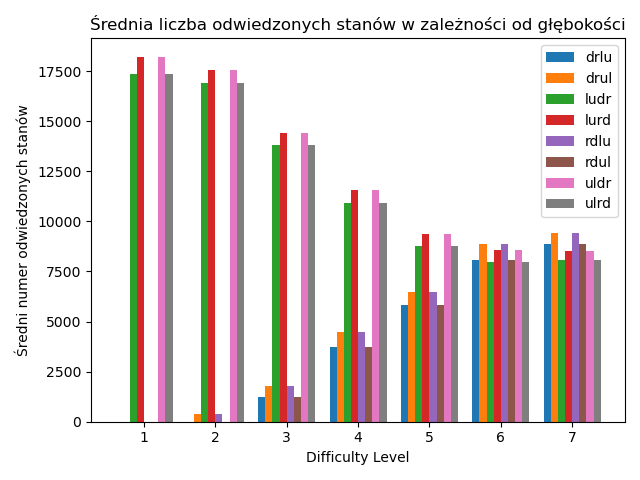 Średnia liczba odwiedzonych stanów w zależności od głębokości
Średni numer odwiedzonych stanów
17500
15000
12500
10000
7500
5000
2500
0
drlu
drul
ludr
lurd
rdlu
rdul
uldr
ulrd
1 2 3 4 5 6 7
Difficulty Level